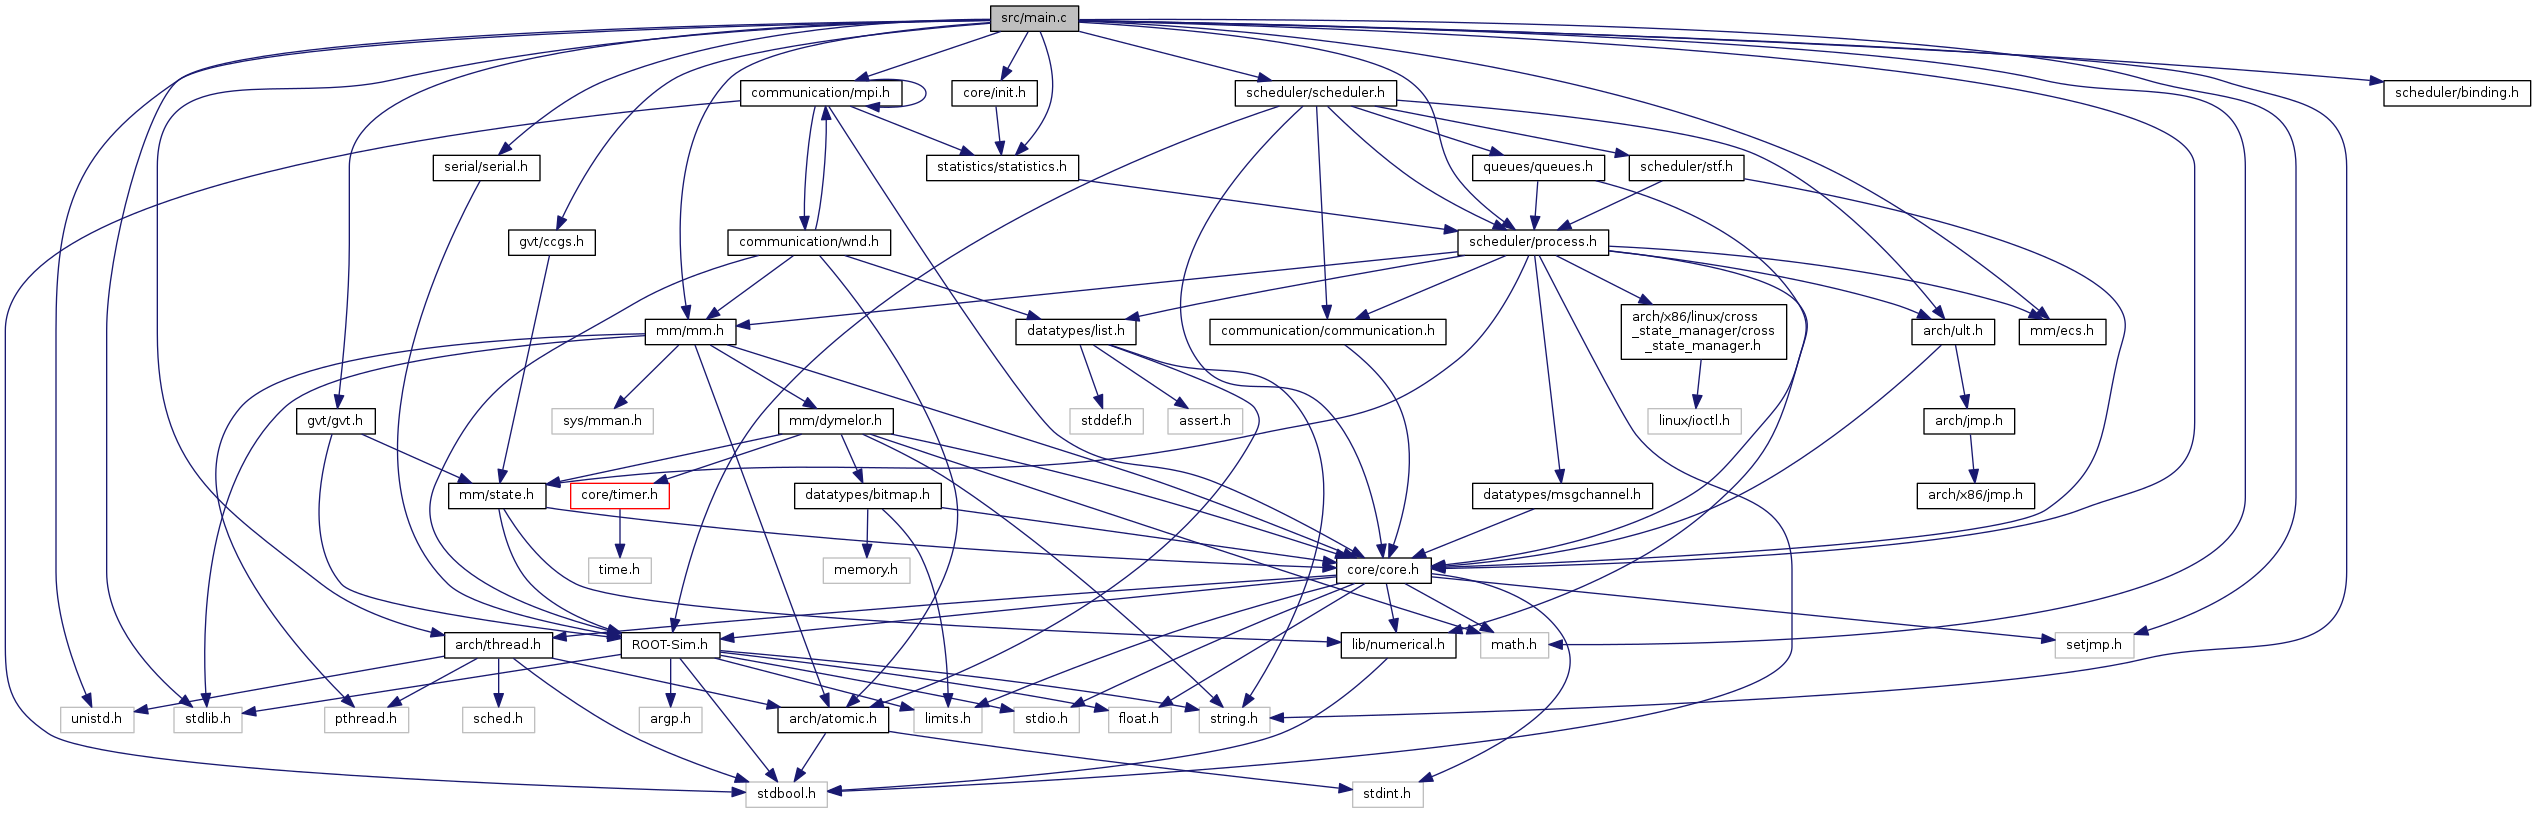 src/main.c
communication/mpi.h
core/init.h
scheduler/scheduler.h
scheduler/binding.h
serial/serial.h
statistics/statistics.h
queues/queues.h
scheduler/stf.h
gvt/ccgs.h
communication/wnd.h
scheduler/process.h
mm/mm.h
datatypes/list.h
communication/communication.h
arch/x86/linux/cross
_state_manager/cross
_state_manager.h
arch/ult.h
mm/ecs.h
gvt/gvt.h
sys/mman.h
mm/dymelor.h
stddef.h
assert.h
linux/ioctl.h
arch/jmp.h
mm/state.h
core/timer.h
datatypes/bitmap.h
datatypes/msgchannel.h
arch/x86/jmp.h
time.h
memory.h
core/core.h
arch/thread.h
ROOT-Sim.h
lib/numerical.h
math.h
setjmp.h
unistd.h
stdlib.h
pthread.h
sched.h
argp.h
arch/atomic.h
limits.h
stdio.h
float.h
string.h
stdbool.h
stdint.h